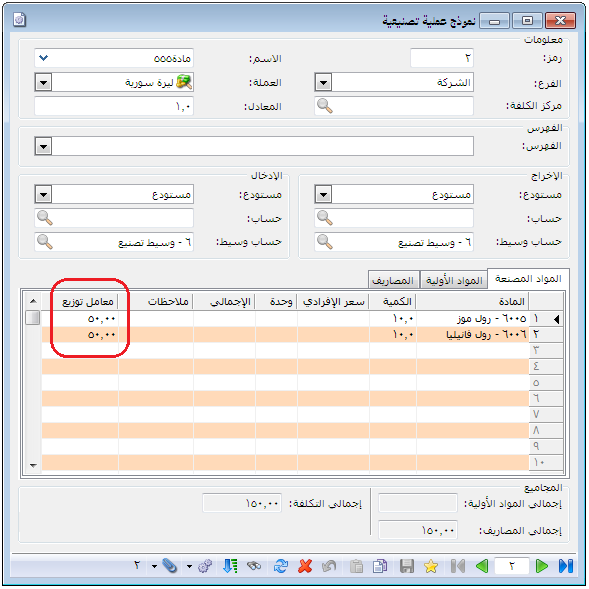 نموذج عملية تصنيعية
معلومات
رمز: ٢ الاسم: مادة٥٥٥
الفرع: الشركة العملة: ليرة سورية
مركز الكلفة: المعادل: ١,٠
الفهرس
الفهرس:
الإخراج الإدخال
مستودع: مستودع مستودع: مستودع
حساب: حساب:
حساب وسيط: ٦ - وسيط تصنيع حساب وسيط: ٦ - وسيط تصنيع
المواد المصنعة المواد الأولية المصاريف
المادة الكمية سعر الإفرادي وحدة الإجمالي ملاحظات معامل توزيع
١ ٦٠٠٥ - رول موز ١٠,٠ ٥٠,٠٠
٢ ٦٠٠٦ - رول فانيليا ١٠,٠ ٥٠,٠٠
٣
٤
٥
٦
٧
٨
٩
١٠
المجاميع
إجمالي المواد الأولية: إجمالي التكلفة: ١٥٠,٠٠
إجمالي المصاريف: ١٥٠,٠٠
٢ ٢